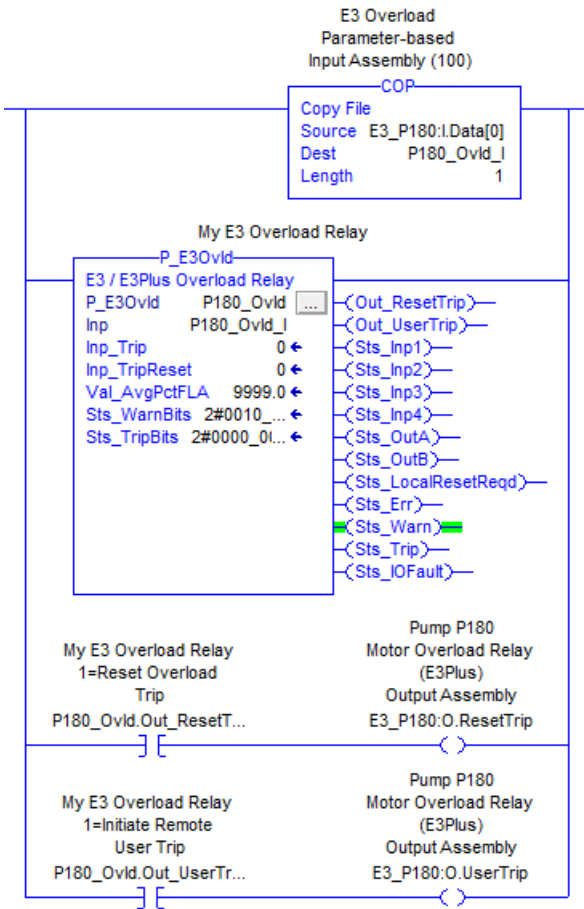 E3 Overload
Parameter-based
Input Assembly (100)
COP
Copy File
Source E3_P180:I.Data[0]
Dest P180_Ovld_I
Length 1
My E3 Overload Relay
P_E3Ovld
E3 / E3Plus Overload Relay
P_E3Ovld P180_Ovld ...
Inp P180_Ovld_I
Inp_Trip 0
Inp_TripReset 0
Val_AvgPctFLA 9999.0
Sts_WarnBits 2#0010_...
Sts_TripBits 2#0000_0(...
Out_ResetTrip
Out_UserTrip
Sts_Inp1
Sts_Inp2
Sts_Inp3
Sts_Inp4
Sts_OutA
Sts_OutB
Sts_LocalResetReqd
Sts_Err
Sts_Warn
Sts_Trip
Sts_IOFault
My E3 Overload Relay
1=Reset Overload
Trip
P180_Ovld.Out_ResetT...
Pump P180
Motor Overload Relay
(E3Plus)
Output Assembly
E3_P180:O.ResetTrip
My E3 Overload Relay
1=Initiate Remote
User Trip
P180_Ovld.Out_UserTr...
Pump P180
Motor Overload Relay
(E3Plus)
Output Assembly
E3_P180:O.UserTrip